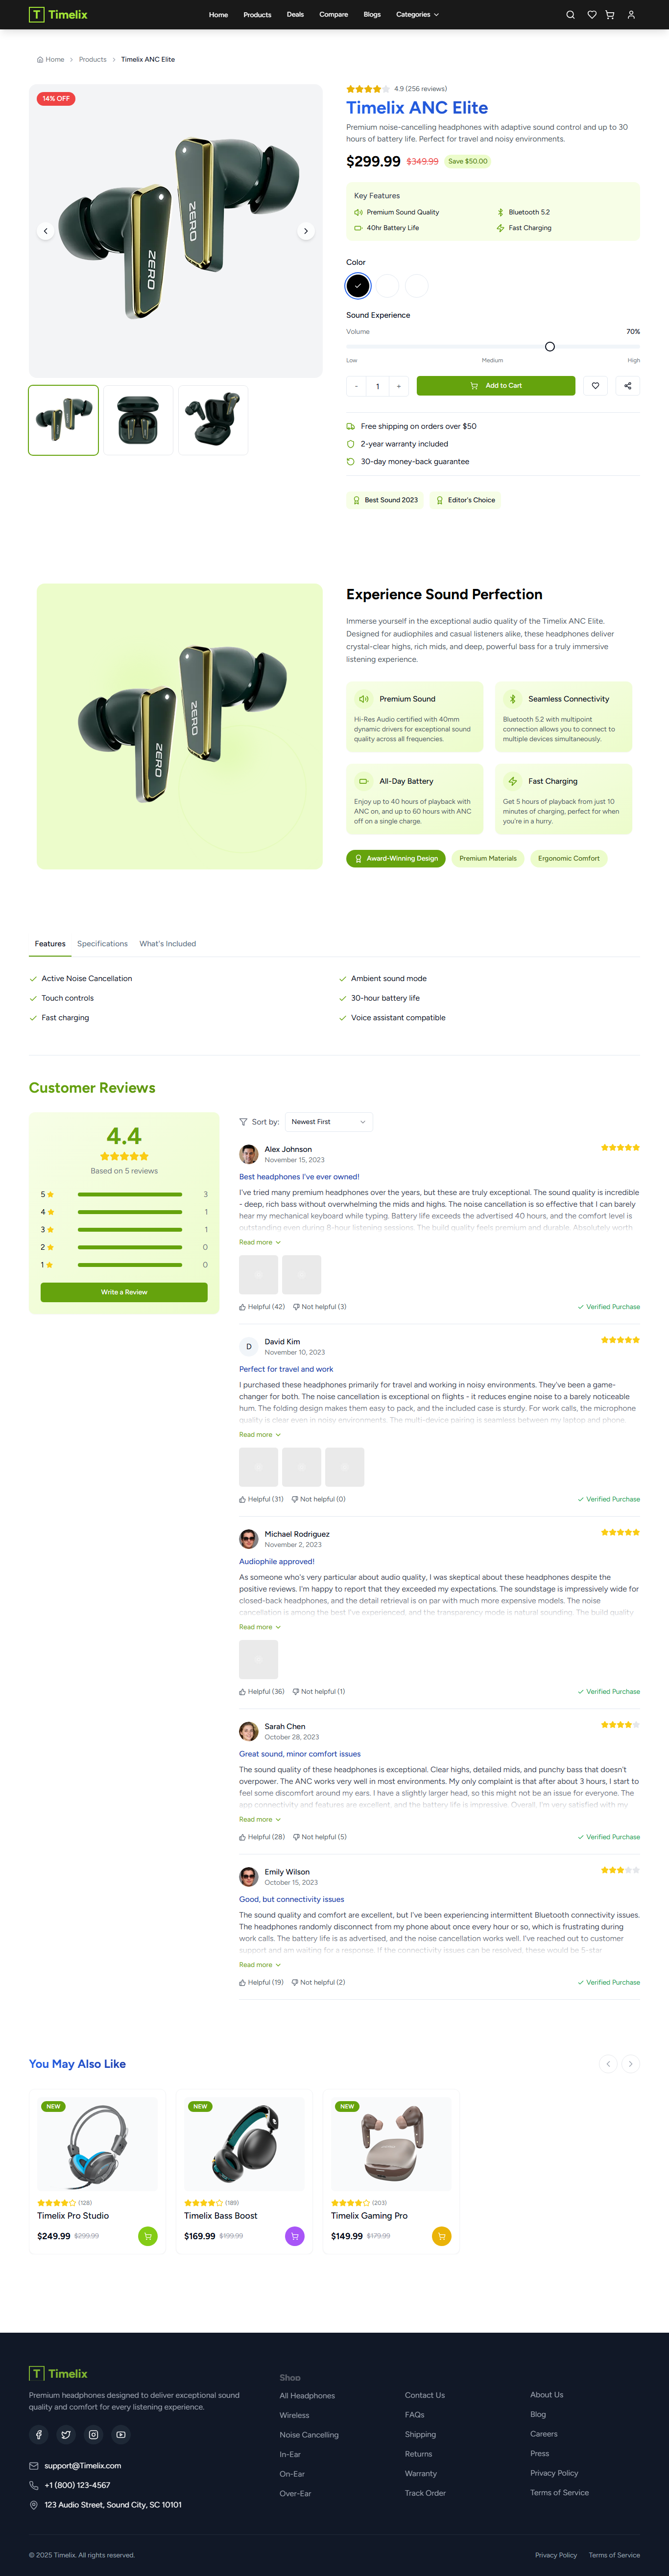 T Timelix
Home Products Deals Compare Blogs Categories
Home > Products > Timelix ANC Elite
14% OFF
ZERO
ZERO
4.9 (256 reviews)
Timelix ANC Elite
Premium noise-cancelling headphones with adaptive sound control and up to 30
hours of battery life. Perfect for travel and noisy environments.
$299.99 $349.99 Save $50.00
Key Features
Premium Sound Quality
Bluetooth 5.2
40hr Battery Life
Fast Charging
Color
Sound Experience
Volume 70%
Low Medium High
- 1 + Add to Cart
Free shipping on orders over $50
2-year warranty included
30-day money-back guarantee
Best Sound 2023 Editor's Choice
ZERO
ZERO
Experience Sound Perfection
Immerse yourself in the exceptional audio quality of the Timelix ANC Elite.
Designed for audiophiles and casual listeners alike, these headphones deliver
crystal-clear highs, rich mids, and deep, powerful bass for a truly immersive
listening experience.
Premium Sound
Hi-Res Audio certified with 40mm
dynamic drivers for exceptional sound
quality across all frequencies.
Seamless Connectivity
Bluetooth 5.2 with multipoint
connection allows you to connect to
multiple devices simultaneously.
All-Day Battery
Enjoy up to 40 hours of playback with
ANC on, and up to 60 hours with ANC
off on a single charge.
Fast Charging
Get 5 hours of playback from just 10
minutes of charging, perfect for when
you're in a hurry.
Award-Winning Design Premium Materials Ergonomic Comfort
Features Specifications What's Included
Active Noise Cancellation
Ambient sound mode
Touch controls
30-hour battery life
Fast charging
Voice assistant compatible
Customer Reviews
4.4
Based on 5 reviews
5 3
4 1
3 1
2 0
1 0
Write a Review
Sort by: Newest First
Alex Johnson
November 15, 2023
Best headphones I've ever owned!
I've tried many premium headphones over the years, but these are truly exceptional. The sound quality is incredible
- deep, rich bass without overwhelming the mids and highs. The noise cancellation is so effective that I can barely
hear my mechanical keyboard while typing. Battery life exceeds the advertised 40 hours, and the comfort level is
outstanding even during 8-hour listening sessions. The build quality feels premium and durable. Absolutely worth
Read more
Helpful (42) Not helpful (3) Verified Purchase
D
David Kim
November 10, 2023
Perfect for travel and work
I purchased these headphones primarily for travel and working in noisy environments. They've been a game-
changer for both. The noise cancellation is exceptional on flights - it reduces engine noise to a barely noticeable
hum. The folding design makes them easy to pack, and the included case is sturdy. For work calls, the microphone
quality is clear even in noisy environments. The multi-device pairing is seamless between my laptop and phone.
Read more
Helpful (31) Not helpful (0) Verified Purchase
Michael Rodriguez
November 2, 2023
Audiophile approved!
As someone who's very particular about audio quality, I was skeptical about these headphones despite the
positive reviews. I'm happy to report that they exceeded my expectations. The soundstage is impressively wide for
closed-back headphones, and the detail retrieval is on par with much more expensive models. The noise
cancellation is among the best I've experienced, and the transparency mode is natural sounding. The build quality
Read more
Helpful (36) Not helpful (1) Verified Purchase
Sarah Chen
October 28, 2023
Great sound, minor comfort issues
The sound quality of these headphones is exceptional. Clear highs, detailed mids, and punchy bass that doesn't
overpower. The ANC works very well in most environments. My only complaint is that after about 3 hours, I start to
feel some discomfort around my ears. I have a slightly larger head, so this might not be an issue for everyone. The
app connectivity and features are excellent, and the battery life is impressive. Overall, I'm very satisfied with my
Read more
Helpful (28) Not helpful (5) Verified Purchase
Emily Wilson
October 15, 2023
Good, but connectivity issues
The sound quality and comfort are excellent, but I've been experiencing intermittent Bluetooth connectivity issues.
The headphones randomly disconnect from my phone about once every hour or so, which is frustrating during
work calls. The battery life is as advertised, and the noise cancellation works well. I've reached out to customer
support and am waiting for a response. If the connectivity issues can be resolved, these would be 5-star
Read more
Helpful (19) Not helpful (2) Verified Purchase
You May Also Like
NEW
(128)
Timelix Pro Studio
$249.99 $299.99
NEW
(189)
Timelix Bass Boost
$169.99 $199.99
NEW
(203)
Timelix Gaming Pro
$149.99 $179.99
T Timelix
Premium headphones designed to deliver exceptional sound
quality and comfort for every listening experience.
support@Timelix.com
+1 (800) 123-4567
123 Audio Street, Sound City, SC 10101
Shop
All Headphones
Wireless
Noise Cancelling
In-Ear
On-Ear
Over-Ear
Contact Us
FAQs
Shipping
Returns
Warranty
Track Order
About Us
Blog
Careers
Press
Privacy Policy
Terms of Service
© 2025 Timelix. All rights reserved.
Privacy Policy Terms of Service